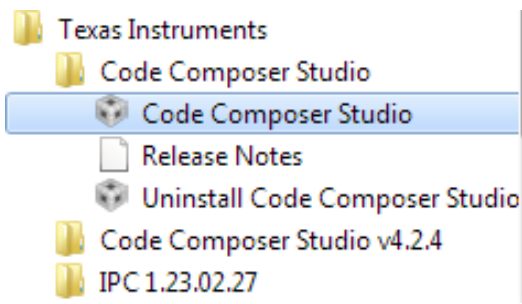 Texas Instruments
Code Composer Studio
Code Composer Studio
Release Notes
Uninstall Code Composer Studio
Code Composer Studio v4.2.4
IPC 1.23.02.27